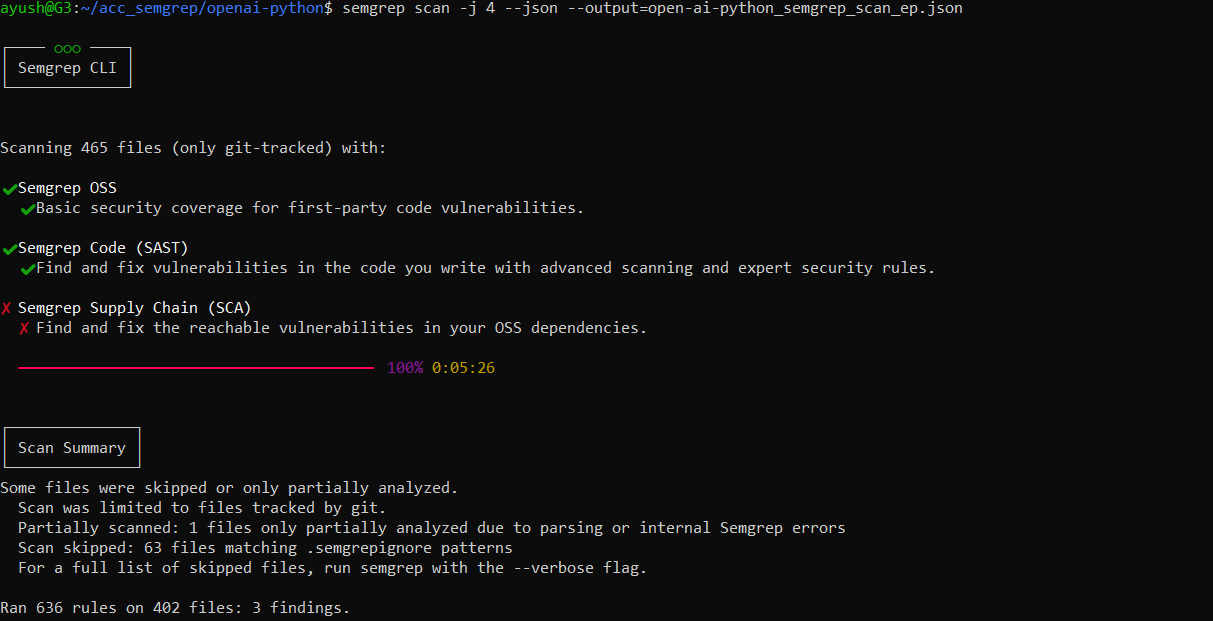 ayush@G3:~/acc_semgrep/openai-python$ semgrep scan -j 4 --json --output=open-ai-python_semgrep_scan_ep.json
ooo
Semgrep CLI
Scanning 465 files (only git-tracked) with:
✔Semgrep OSS
✔Basic security coverage for first-party code vulnerabilities.
✔Semgrep Code (SAST)
✔Find and fix vulnerabilities in the code you write with advanced scanning and expert security rules.
✘ Semgrep Supply Chain (SCA)
✘ Find and fix the reachable vulnerabilities in your OSS dependencies.
100% 0:05:26
Scan Summary
Some files were skipped or only partially analyzed.
Scan was limited to files tracked by git.
Partially scanned: 1 files only partially analyzed due to parsing or internal Semgrep errors
Scan skipped: 63 files matching .semgrepignore patterns
For a full list of skipped files, run semgrep with the --verbose flag.
Ran 636 rules on 402 files: 3 findings.